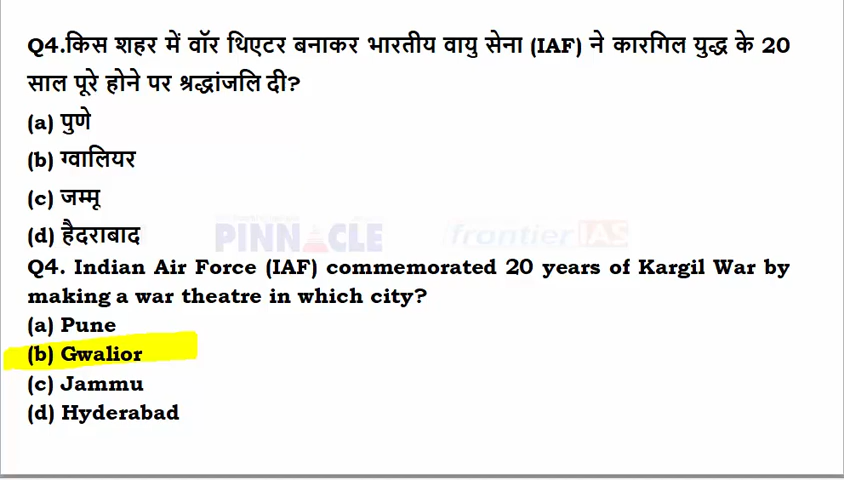 Q4.किस शहर में वॉर थिएटर बनाकर भारतीय वायु सेना (IAF) ने कारगिल युद्ध के 20
साल पूरे होने पर श्रद्धांजलि दी?
(a) पुणे
(b) ग्वालियर
(c) जम्मू
(d) हैदराबाद
PINNACLE frontier IAS
Q4. Indian Air Force (IAF) commemorated 20 years of Kargil War by
making a war theatre in which city?
(a) Pune
(b) Gwalior
(c) Jammu
(d) Hyderabad